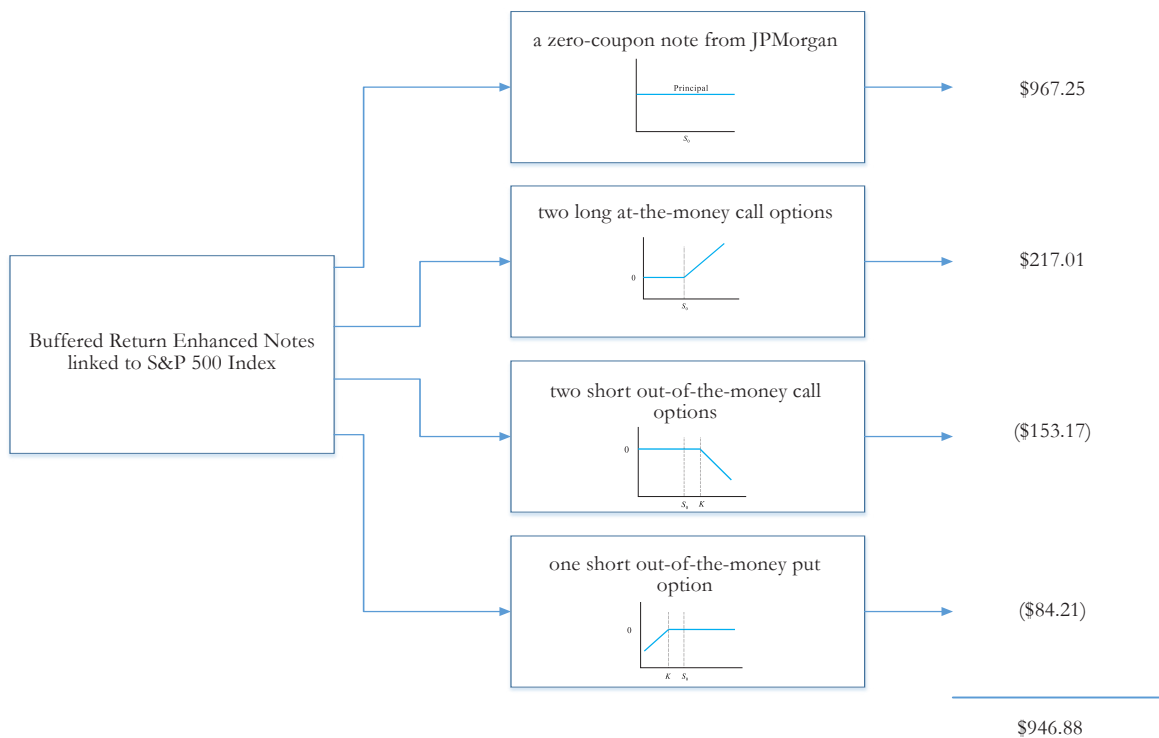 a zero-coupon note from JPMorgan
Principal
S0
$967.25
two long at-the-money call options
0
S0
$217.01
Buffered Return Enhanced Notes
linked to S&P 500 Index
two short out-of-the-money call
options
0
S0 K
($153.17)
one short out-of-the-money put
option
0
K S0
($84.21)
$946.88